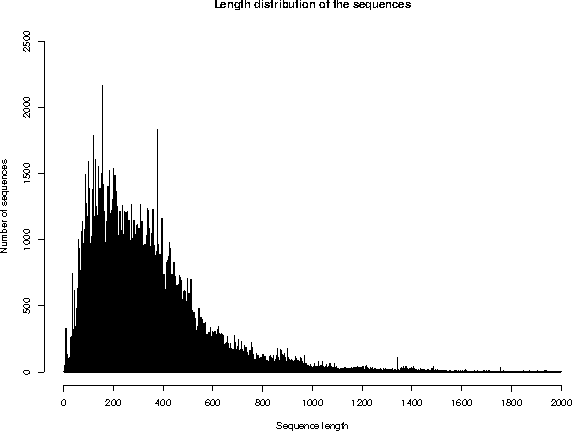 Length distribution of the sequences
2500
2000
1500
1000
500
0
Number of sequences
0 200 400 600 800 1000 1200 1400 1600 1800 2000
Sequence length